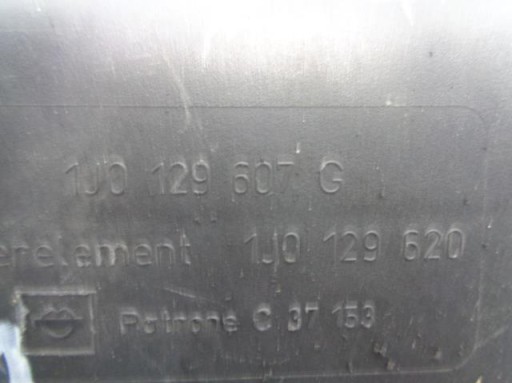 1J0 129 607 G
erelement 1J0 129 620
Patrone C 37 153